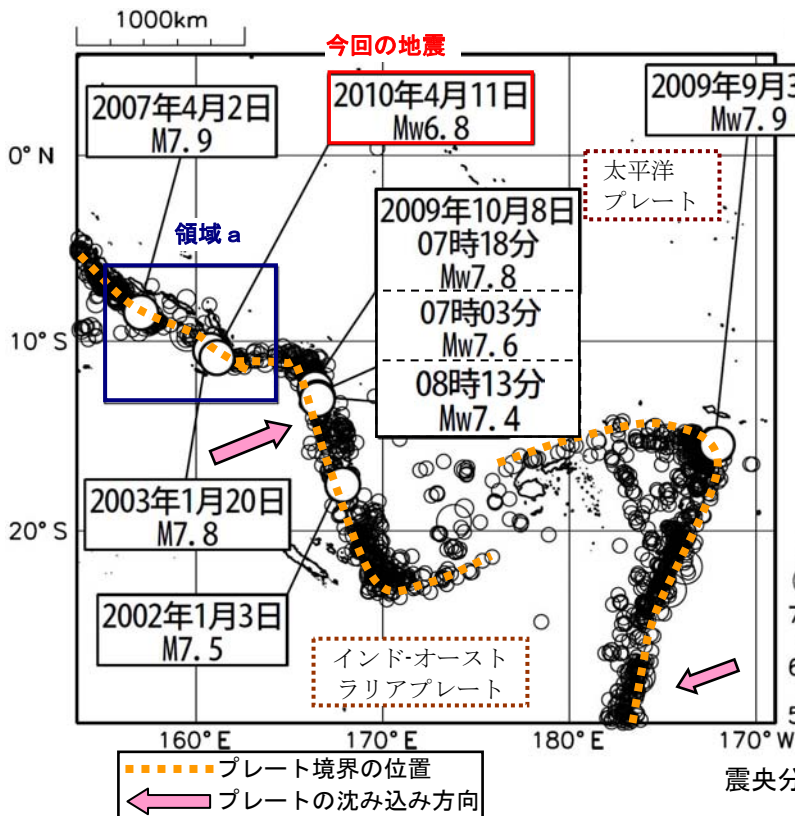 1000km
今回の地震
2007年4月2日
M7.9
2010年4月11日
Mw6.8
2009年9月3
Mw7.9
0° N
太平洋
プレート
領域 a
2009年10月8日
07時18分
Mw7.8
07時03分
Mw7.6
08時13分
Mw7.4
10° S
2003年1月20日
M7.8
20° S
2002年1月3日
M7.5
インド-オースト
ラリアプレート
7
6
5
160° E
170° E
180° E
170° W
プレート境界の位置
プレートの沈み込み方向
震央分